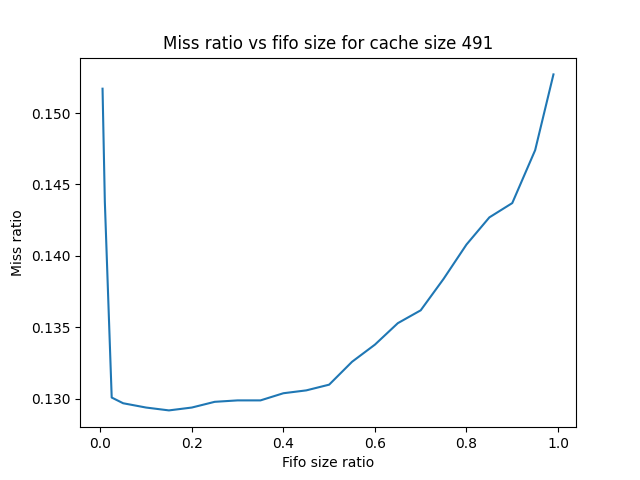 Miss ratio vs fifo size for cache size 491
0.150
0.145
0.140
0.135
0.130
Miss ratio
0.0 0.2 0.4 0.6 0.8 1.0
Fifo size ratio